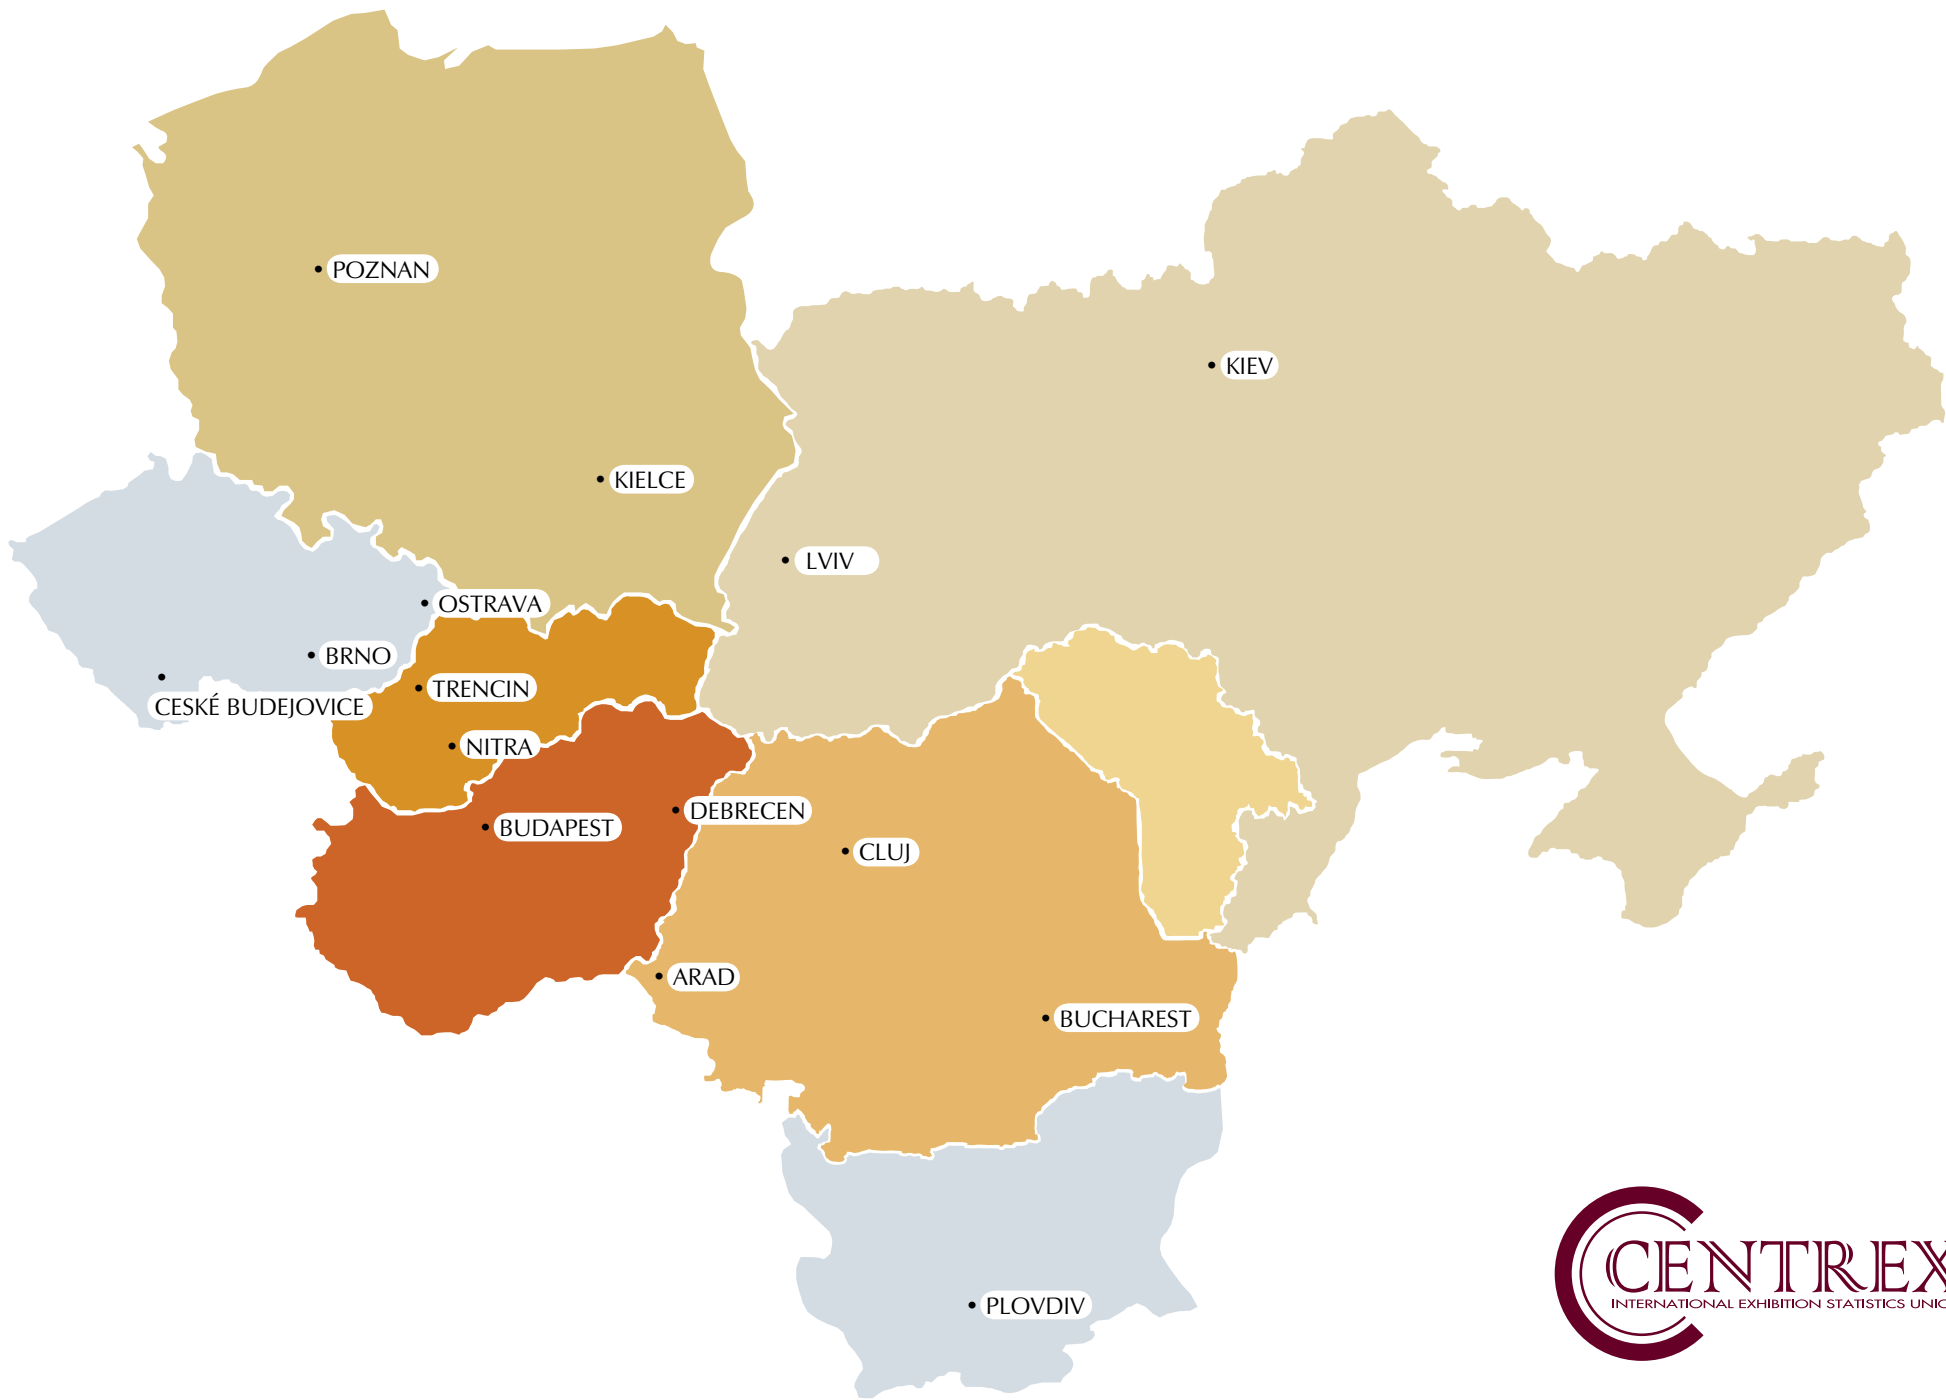 POZNAN
KIEV
KIELCE
LVIV
OSTRAVA
BRNO
TRENCIN
CESKÉ BUDEJOVICE
NITRA
DEBRECEN
BUDAPEST
CLUJ
ARAD
BUCHAREST
CENTREX
INTERNATIONAL EXHIBITION STATISTICS UNIO
PLOVDIV